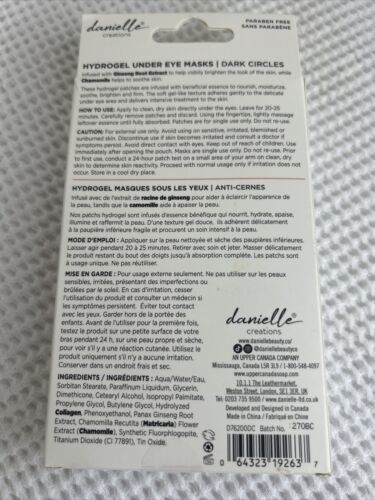 danielle
creations
PARABEN FREE
SANS PARABÈNE
HYDROGEL UNDER EYE MASKS | DARK CIRCLES
Infused with Ginseng Root Extract to help visibly brighten the look of the skin, while
Chamomile helps to soothe skin.
These hydrogel patches are infused with beneficial essence to nourish, moisturize,
soothe, brighten and firm. The soft gel-like texture adheres gently to the delicate
under eye area and delivers intensive treatment to the skin.
HOW TO USE: Apply to clean, dry skin directly under the eyes. Leave for 20-25
minutes. Carefully remove patches and discard. Using the fingertips, lightly massage
leftover essence until fully absorbed. Patches are for single use only. Do not re-use.
CAUTION: For external use only. Avoid using on sensitive, irritated, blemished or
sunburned skin. Discontinue use if skin becomes irritated and consult a doctor if
symptoms persist. Avoid direct contact with eyes. Keep out of reach of children. Use
immediately after opening the pouch. Masks are single use only. Do not re-use. Prior
to first use, conduct a 24-hour patch test on a small area of your arm on clean, dry
skin to determine skin reaction. Proceed with normal usage only if irritation does not
occur. Store in a cool dry place.
HYDROGEL MASQUES SOUS LES YEUX | ANTI-CERNES
Infusé avec de l'extrait de racine de ginseng pour aider à éclaircir l'apparence de
la peau, tandis que la camomille aide à apaiser la peau.
Nos patchs hydrogel sont infusés d'essence bénéfique qui nourrit, hydrate, apaise,
illumine et raffermit la peau. D'une texture gel douce, ils adhérent délicatement
à la paupière inférieure fragile et procurent un intensif soin à la peau.
MODE D'EMPLOI : Appliquer sur la peau nettoyée et sèche des paupières inférieures.
Laisser agir pendant 20 à 25 minutes. Retirer avec soin et jeter. Masser délicatement
le produit restant du bout des doigts jusqu'à absorption complète. Les patchs sont
à usage unique. Ne pas réutiliser.
MISE EN GARDE : Pour usage externe seulement. Ne pas utiliser sur les peaux
sensibles, irritées, présentant des imperfections ou
brûlées par le soleil. En cas d'irritation, cesser
l'utilisation du produit et consulter un médecin si
les symptômes persistent. Éviter tout contact
avec les yeux. Garder hors de la portée des
enfants. Avant d'utiliser pour la première fois,
testez le produit sur une petite surface de votre
bras pendant 24 h, sur une peau propre et sèche,
pour voir s'il y a une réaction cutanée. Utilisez le
produit uniquement s'il n'y a aucune irritation.
Conserver dans un endroit frais et sec.
INGREDIENTS / INGRÉDIENTS : Aqua/Water/Eau,
Sorbitan Stearate, Paraffinum Liquidum, Glycerin,
Dimethicone, Cetearyl Alcohol, Isopropyl Palmitate,
Propylene Glycol, Butylene Glycol, Hydrolyzed
Collagen, Phenoxyethanol, Panax Ginseng Root
Extract, Chamomilla Recutita (Matricaria) Flower
Extract (Chamomile), Synthetic Fluorphlogopite,
Titanium Dioxide (CI 77891), Tin Oxide.
danielle
creations
@daniellebeautyco/
@daniellebeautyco
AN UPPER CANADA COMPANY
Mississauga, Canada L5R 3L9 / 1-800-548-4097
www.uppercanadasoap.com
10.1.1 The Leathermarket,
Weston Street, London, SE1 3ER, UK
Tel: 0203 735 9500 / www.danielle-ltd.co.uk
Developed and Designed in Canada
Made in China / Fabriqué en Chine
D76200DC Batch No. 270BC
0 64323 19263 7